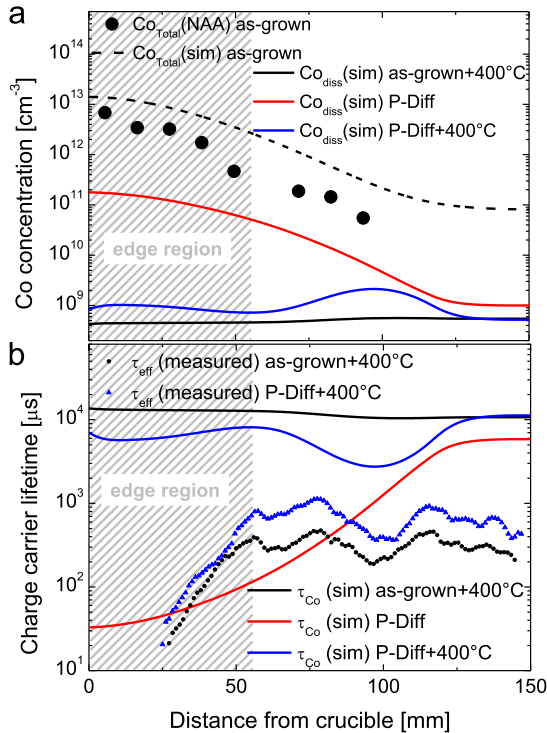 a
Co_Total(NAA) as-grown
Co_Total(sim) as-grown
Co_diss(sim) as-grown+400°C
Co_diss(sim) P-Diff
Co_diss(sim) P-Diff+400°C
10^14
10^13
10^12
10^11
10^10
10^9
Co concentration [cm^-3]
edge region
b
τ_eff (measured) as-grown+400°C
τ_eff (measured) P-Diff+400°C
10^4
10^3
10^2
10^1
Charge carrier lifetime [µs]
edge region
τ_Co (sim) as-grown+400°C
τ_Co (sim) P-Diff
τ_Co (sim) P-Diff+400°C
0 50 100 150
Distance from crucible [mm]